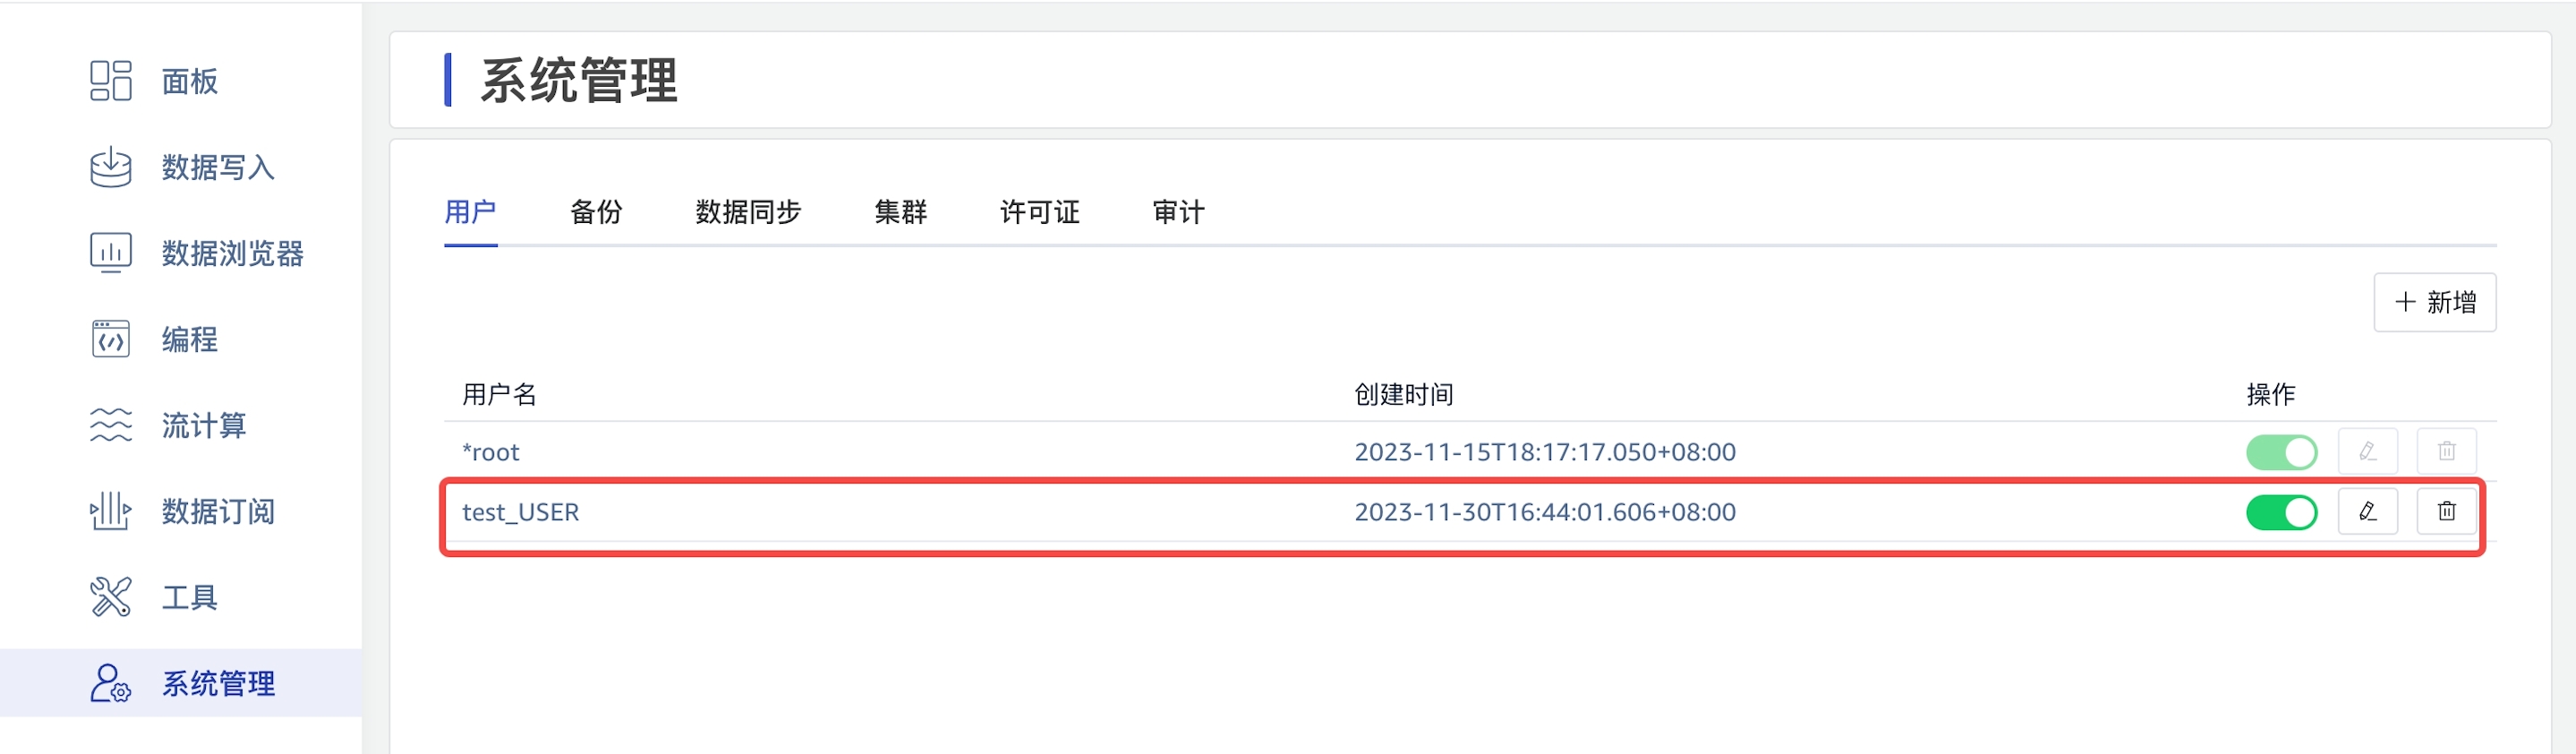 面板
数据写入
数据浏览器
编程
流计算
数据订阅
工具
系统管理
系统管理
用户 备份 数据同步 集群 许可证 审计
+ 新增
用户名 创建时间 操作
*root 2023-11-15T18:17:17.050+08:00
test_USER 2023-11-30T16:44:01.606+08:00